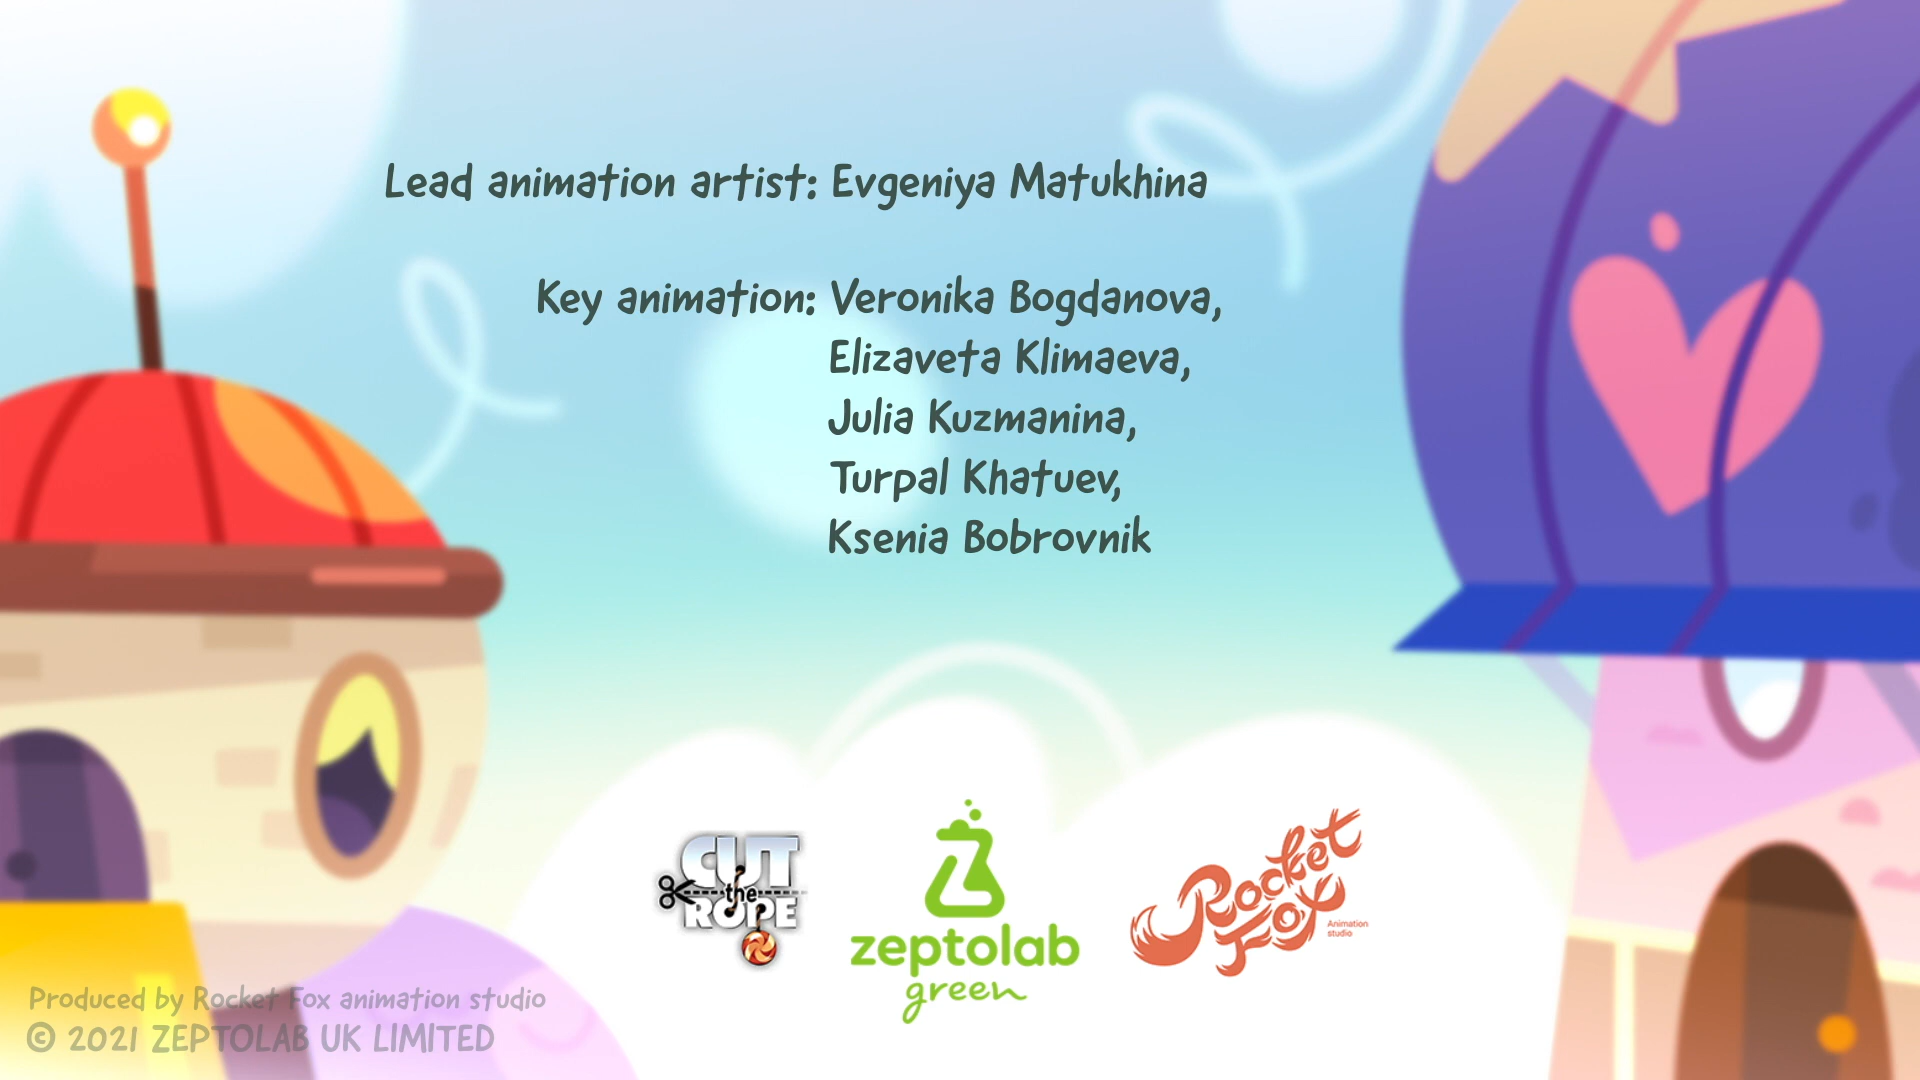 Lead animation artist: Evgeniya Matukhina
Key animation: Veronika Bogdanova,
Elizaveta Klimaeva,
Julia Kuzmanina,
Turpal Khatuev,
Ksenia Bobrovnik
CUT
the
ROPE
zeptolab
green
Rocket
Fox
Animation
studio
Produced by Rocket Fox animation studio
© 2021 ZEPTOLAB UK LIMITED